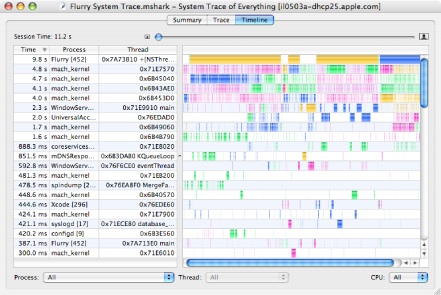 Flurry System Trace.mshark - System Trace of Everything [il0503a-dhcp25.apple.com]
Summary Trace Timeline
Session Time: 11.2 s
Time Process Thread
9.8 s Flurry [452] 0x7A73810 +[NSThre...
4.8 s mach_kernel 0x71E7570
4.7 s mach_kernel 0x6B45040
4.1 s mach_kernel 0x6B43AE0
4.0 s mach_kernel 0x68453D0
2.3 s WindowServ... 0x71E9910 main
2.0 s UniversalAcc... 0x76EDAD0
1.7 s mach_kernel 0x6B49060
1.6 s mach_kernel 0x6B4B790
888.3 ms coreservices... 0x71E8020
851.5 ms mDNSRespo... 0x6B3DAB0 KQueueLoop
592.8 ms WindowServ... 0x76F6CE0 eventThread
481.3 ms mach_kernel 0x71EB200
478.5 ms spindump [2... 0x76EA8F0 MergeFa...
448.6 ms mach_kernel 0x6B40570
444.6 ms Xcode [296] 0x76EDE60
424.1 ms mach_kernel 0x71E7900
421.1 ms syslogd [17] 0x71ECE80 database_...
420.2 ms configd [9] 0x683E560
387.1 ms Flurry [452] 0x7A713E0 main
300.0 ms mach_kernel 0x71E6010
Process: All Thread: All CPU: All